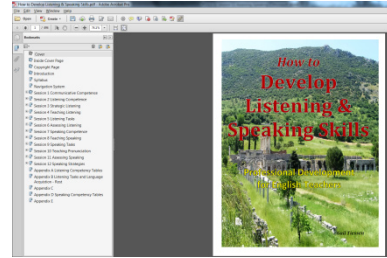 How to Develop Listening & Speaking Skills.pdf - Adobe Acrobat Pro
File Edit View Window Help
Open
Create
Bookmarks
Cover
Inside Cover Page
Copyright Page
Introduction
Syllabus
Navigation System
Session 1 Communicative Competence
Session 2 Listening Competence
Session 3 Strategic Listening
Session 4 Teaching Listening
Session 5 Listening Tasks
Session 6 Assessing Listening
Session 7 Speaking Competence
Session 8 Teaching Speaking
Session 9 Speaking Tasks
Session 10 Teaching Pronunciation
Session 11 Assessing Speaking
Session 12 Speaking Strategies
Appendix A Listening Competency Tables
Appendix B Listening Tasks and Language
Acquisition - Rost
Appendix C
Appendix D Speaking Competency Tables
Appendix E
How to
Develop
Listening &
Speaking Skills
Professional Development
for English Teachers